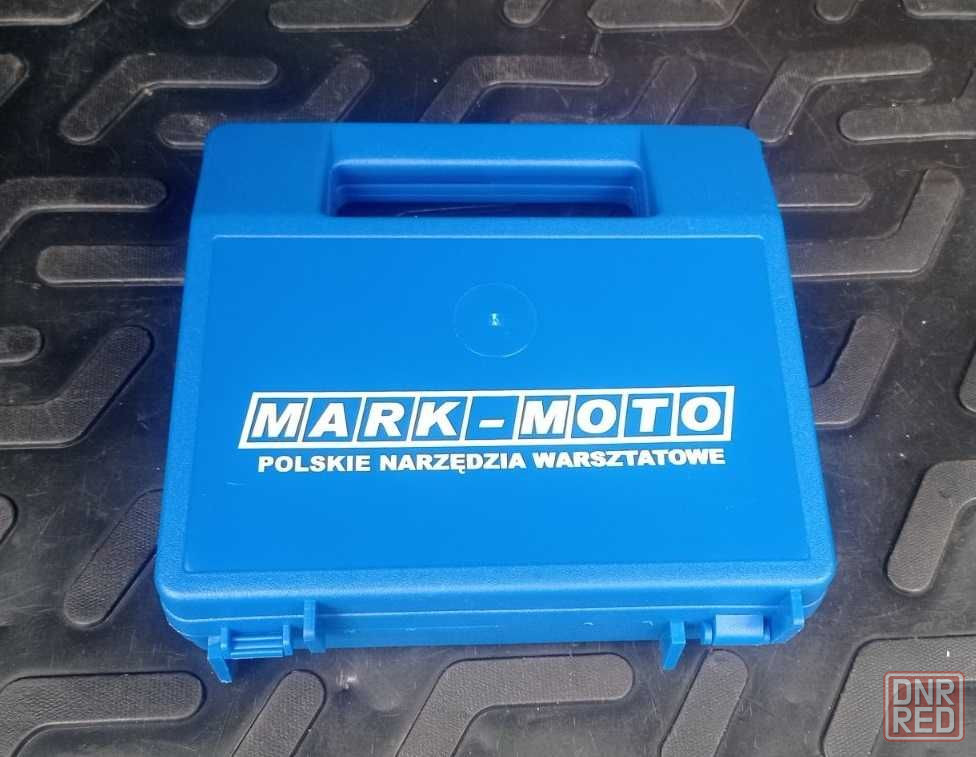 MARK-MOTO
POLSKIE NARZĘDZIA WARSZTATOWE
DNR
RED